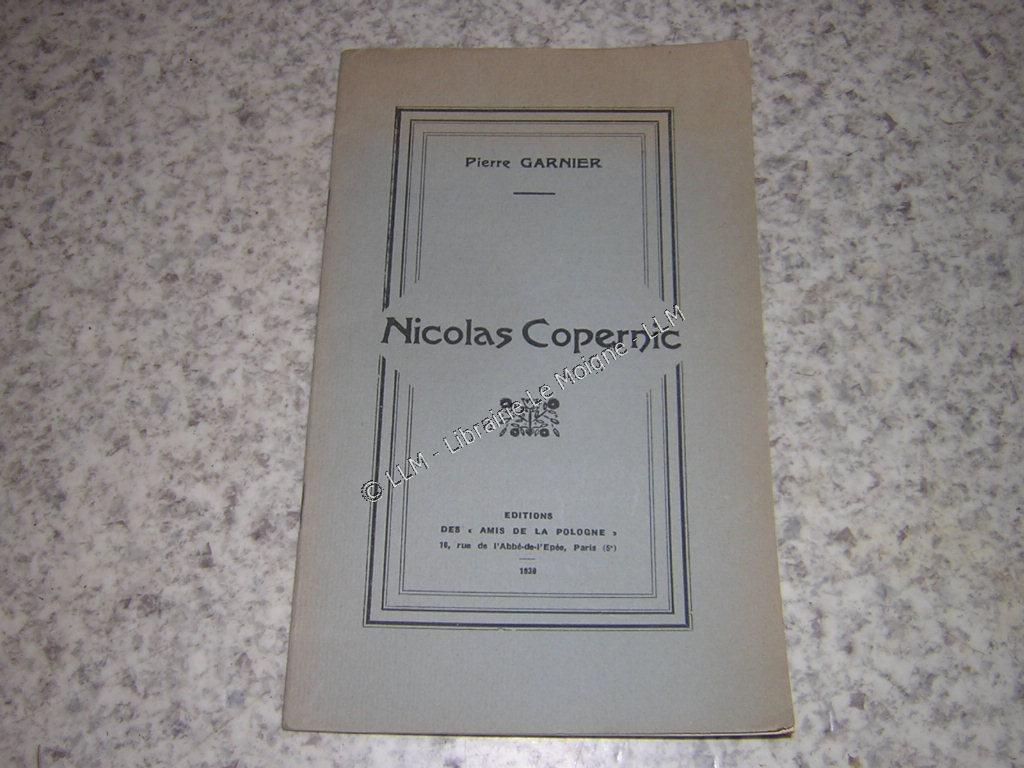 Pierre GARNIER
Nicolas Copernic
© LLM - Librairie Le Moigne - LLM
EDITIONS
DES « AMIS DE LA POLOGNE »
16, rue de l'Abbé-de-l'Epée, Paris (5ᵉ)